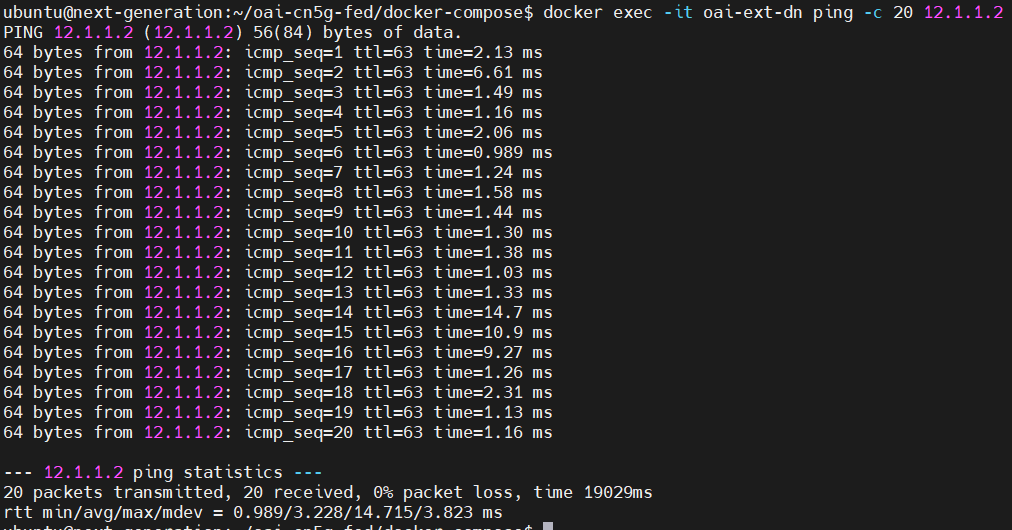 ubuntu@next-generation:~/oai-cn5g-fed/docker-compose$ docker exec -it oai-ext-dn ping -c 20 12.1.1.2
PING 12.1.1.2 (12.1.1.2) 56(84) bytes of data.
64 bytes from 12.1.1.2: icmp_seq=1 ttl=63 time=2.13 ms
64 bytes from 12.1.1.2: icmp_seq=2 ttl=63 time=6.61 ms
64 bytes from 12.1.1.2: icmp_seq=3 ttl=63 time=1.49 ms
64 bytes from 12.1.1.2: icmp_seq=4 ttl=63 time=1.16 ms
64 bytes from 12.1.1.2: icmp_seq=5 ttl=63 time=2.06 ms
64 bytes from 12.1.1.2: icmp_seq=6 ttl=63 time=0.989 ms
64 bytes from 12.1.1.2: icmp_seq=7 ttl=63 time=1.24 ms
64 bytes from 12.1.1.2: icmp_seq=8 ttl=63 time=1.58 ms
64 bytes from 12.1.1.2: icmp_seq=9 ttl=63 time=1.44 ms
64 bytes from 12.1.1.2: icmp_seq=10 ttl=63 time=1.30 ms
64 bytes from 12.1.1.2: icmp_seq=11 ttl=63 time=1.38 ms
64 bytes from 12.1.1.2: icmp_seq=12 ttl=63 time=1.03 ms
64 bytes from 12.1.1.2: icmp_seq=13 ttl=63 time=1.33 ms
64 bytes from 12.1.1.2: icmp_seq=14 ttl=63 time=14.7 ms
64 bytes from 12.1.1.2: icmp_seq=15 ttl=63 time=10.9 ms
64 bytes from 12.1.1.2: icmp_seq=16 ttl=63 time=9.27 ms
64 bytes from 12.1.1.2: icmp_seq=17 ttl=63 time=1.26 ms
64 bytes from 12.1.1.2: icmp_seq=18 ttl=63 time=2.31 ms
64 bytes from 12.1.1.2: icmp_seq=19 ttl=63 time=1.13 ms
64 bytes from 12.1.1.2: icmp_seq=20 ttl=63 time=1.16 ms
--- 12.1.1.2 ping statistics ---
20 packets transmitted, 20 received, 0% packet loss, time 19029ms
rtt min/avg/max/mdev = 0.989/3.228/14.715/3.823 ms
ubuntu@next-generation:~/oai-cn5g-fed/docker-compose$